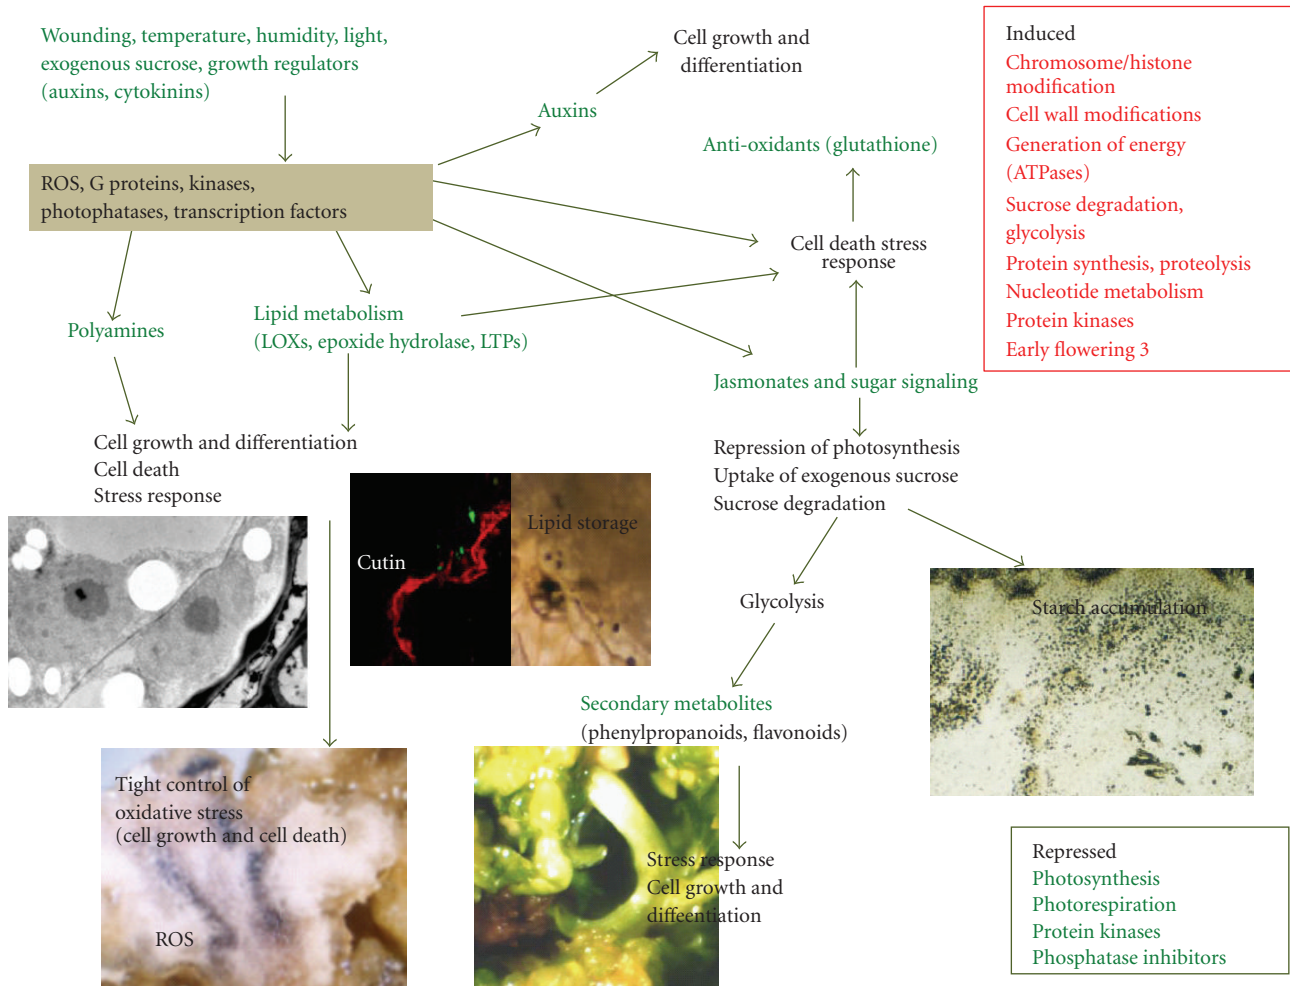 Wounding, temperature, humidity, light,
exogenous sucrose, growth regulators
(auxins, cytokinins)
Cell growth and
differentiation
Auxins
Anti-oxidants (glutathione)
ROS, G proteins, kinases,
photophatases, transcription factors
Cell death stress
response
Polyamines
Lipid metabolism
(LOXs, epoxide hydrolase, LTPs)
Jasmonates and sugar signaling
Cell growth and differentiation
Cell death
Stress response
Repression of photosynthesis
Uptake of exogenous sucrose
Sucrose degradation
Cutin
Lipid storage
Glycolysis
Starch accumulation
Secondary metabolites
(phenylpropanoids, flavonoids)
Tight control of
oxidative stress
(cell growth and cell death)
ROS
Stress response
Cell growth and
diffeentiation
Induced
Chromosome/histone
modification
Cell wall modifications
Generation of energy
(ATPases)
Sucrose degradation,
glycolysis
Protein synthesis, proteolysis
Nucleotide metabolism
Protein kinases
Early flowering 3
Repressed
Photosynthesis
Photorespiration
Protein kinases
Phosphatase inhibitors